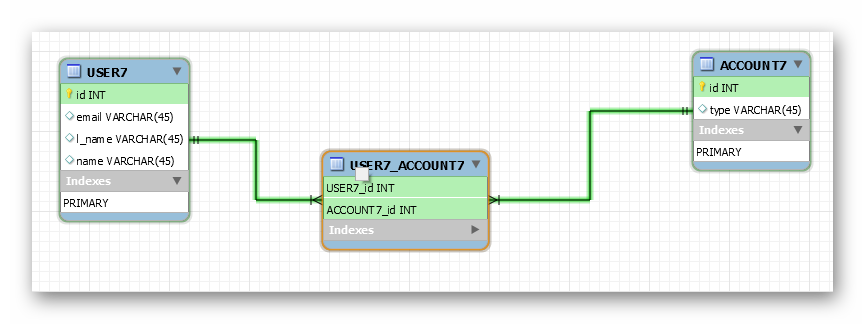 USER7
id INT
email VARCHAR(45)
l_name VARCHAR(45)
name VARCHAR(45)
Indexes
PRIMARY
USER7_ACCOUNT7
USER7_id INT
ACCOUNT7_id INT
Indexes
ACCOUNT7
id INT
type VARCHAR(45)
Indexes
PRIMARY